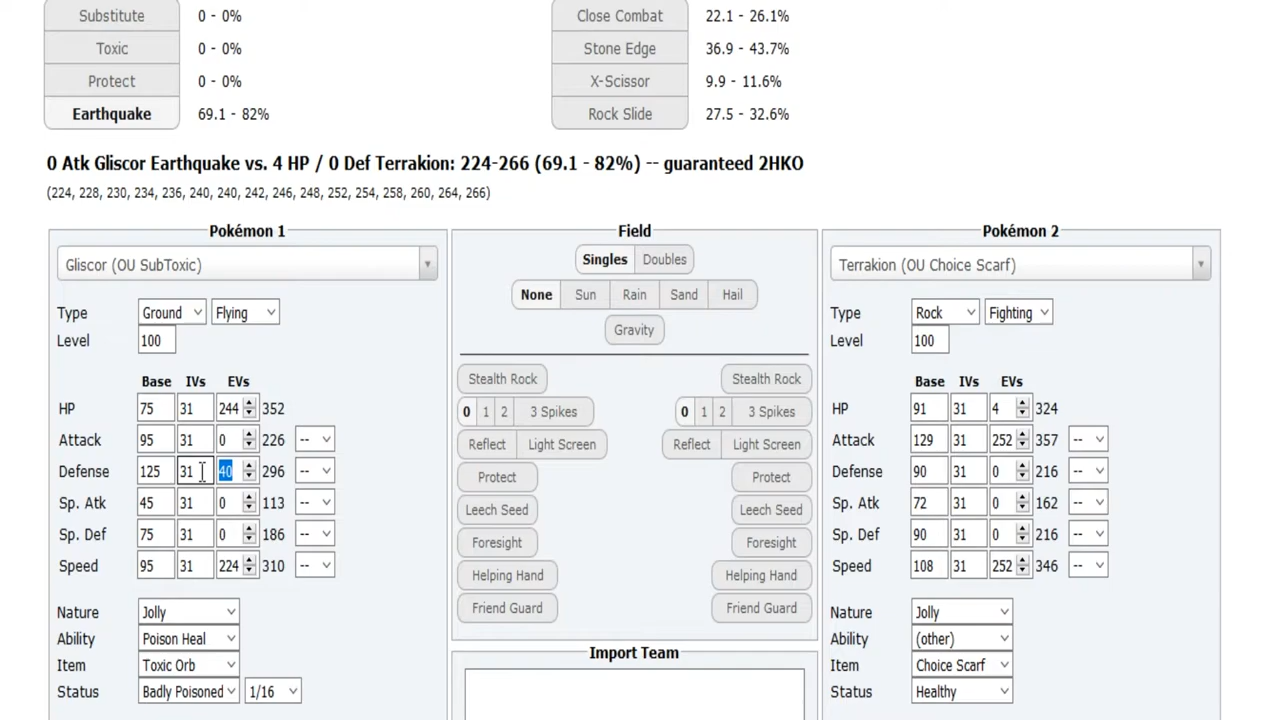 Substitute 0 - 0% Close Combat 22.1 - 26.1%
Toxic 0 - 0% Stone Edge 36.9 - 43.7%
Protect 0 - 0% X-Scissor 9.9 - 11.6%
Earthquake 69.1 - 82% Rock Slide 27.5 - 32.6%
0 Atk Gliscor Earthquake vs. 4 HP / 0 Def Terrakion: 224-266 (69.1 - 82%) -- guaranteed 2HKO
(224, 228, 230, 234, 236, 240, 240, 242, 246, 248, 252, 254, 258, 260, 264, 266)
Pokémon 1
Gliscor (OU SubToxic)
Type Ground Flying
Level 100
Base IVs EVs
HP 75 31 244 352
Attack 95 31 0 226 --
Defense 125 31 40 296 --
Sp. Atk 45 31 0 113 --
Sp. Def 75 31 0 186 --
Speed 95 31 224 310 --
Nature Jolly
Ability Poison Heal
Item Toxic Orb
Status Badly Poisoned 1/16
Field
Singles Doubles
None Sun Rain Sand Hail
Gravity
Stealth Rock Stealth Rock
0 1 2 3 Spikes 0 1 2 3 Spikes
Reflect Light Screen Reflect Light Screen
Protect Protect
Leech Seed Leech Seed
Foresight Foresight
Helping Hand Helping Hand
Friend Guard Friend Guard
Import Team
Pokémon 2
Terrakion (OU Choice Scarf)
Type Rock Fighting
Level 100
Base IVs EVs
HP 91 31 4 324
Attack 129 31 252 357 --
Defense 90 31 0 216 --
Sp. Atk 72 31 0 162 --
Sp. Def 90 31 0 216 --
Speed 108 31 252 346 --
Nature Jolly
Ability (other)
Item Choice Scarf
Status Healthy